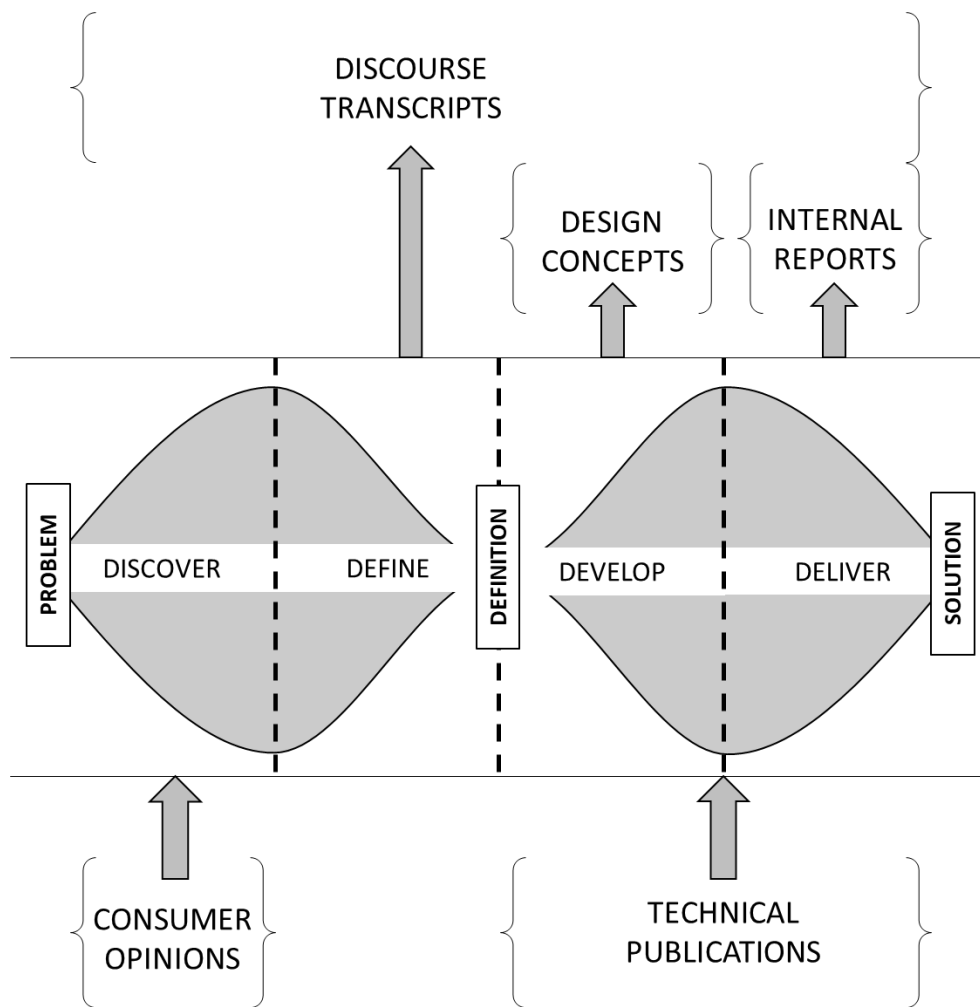 DISCOURSE
TRANSCRIPTS
DESIGN
CONCEPTS
INTERNAL
REPORTS
PROBLEM
DISCOVER
DEFINE
DEFINITION
DEVELOP
DELIVER
SOLUTION
CONSUMER
OPINIONS
TECHNICAL
PUBLICATIONS